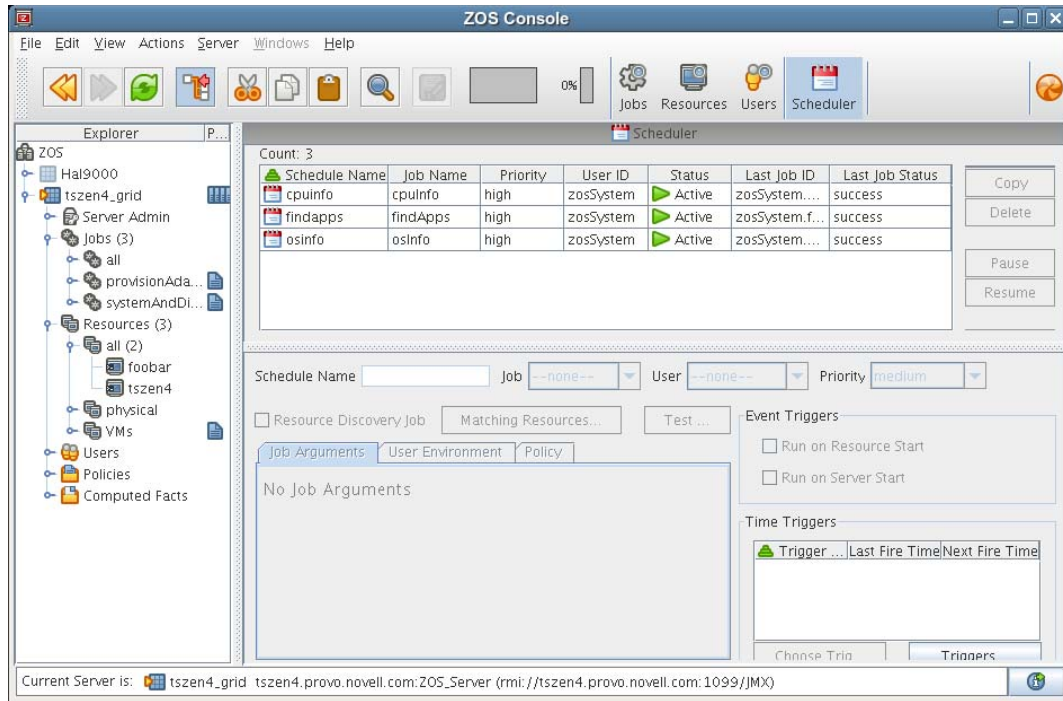 ZOS Console
File Edit View Actions Server Windows Help
0%
Jobs Resources Users Scheduler
Explorer P...
ZOS
Hal9000
tszen4_grid
Server Admin
Jobs (3)
all
provisionAda...
systemAndDi...
Resources (3)
all (2)
foobar
tszen4
physical
VMs
Users
Policies
Computed Facts
Scheduler
Count: 3
Schedule Name Job Name Priority User ID Status Last Job ID Last Job Status
cpuinfo cpuInfo high zosSystem Active zosSystem.... success
findapps findApps high zosSystem Active zosSystem.f... success
osinfo osInfo high zosSystem Active zosSystem.... success
Copy
Delete
Pause
Resume
Schedule Name Job --none-- User --none-- Priority medium
Resource Discovery Job Matching Resources... Test ...
Job Arguments User Environment Policy
No Job Arguments
Event Triggers
Run on Resource Start
Run on Server Start
Time Triggers
Trigger ... Last Fire Time Next Fire Time
Choose Trig Triggers
Current Server is: tszen4_grid tszen4.provo.novell.com:ZOS_Server (rmi://tszen4.provo.novell.com:1099/JMX)